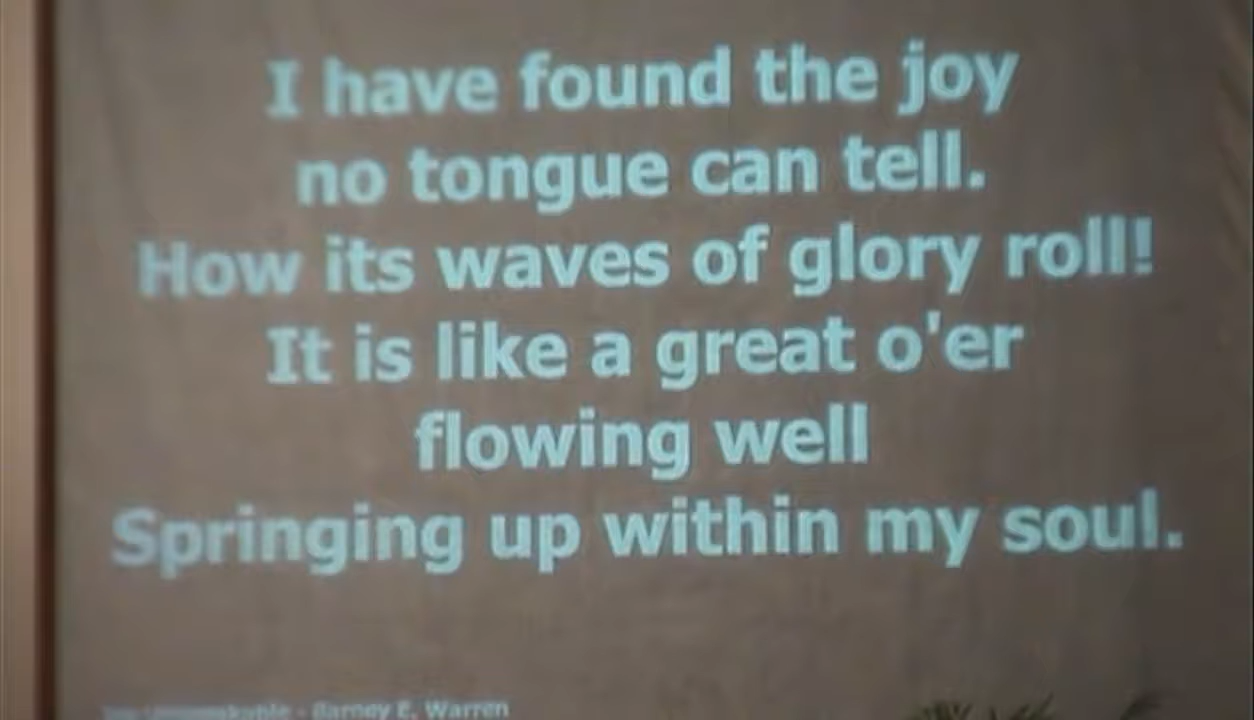 I have found the joy
no tongue can tell.
How its waves of glory roll!
It is like a great o'er
flowing well
Springing up within my soul.
- Barney E. Warren